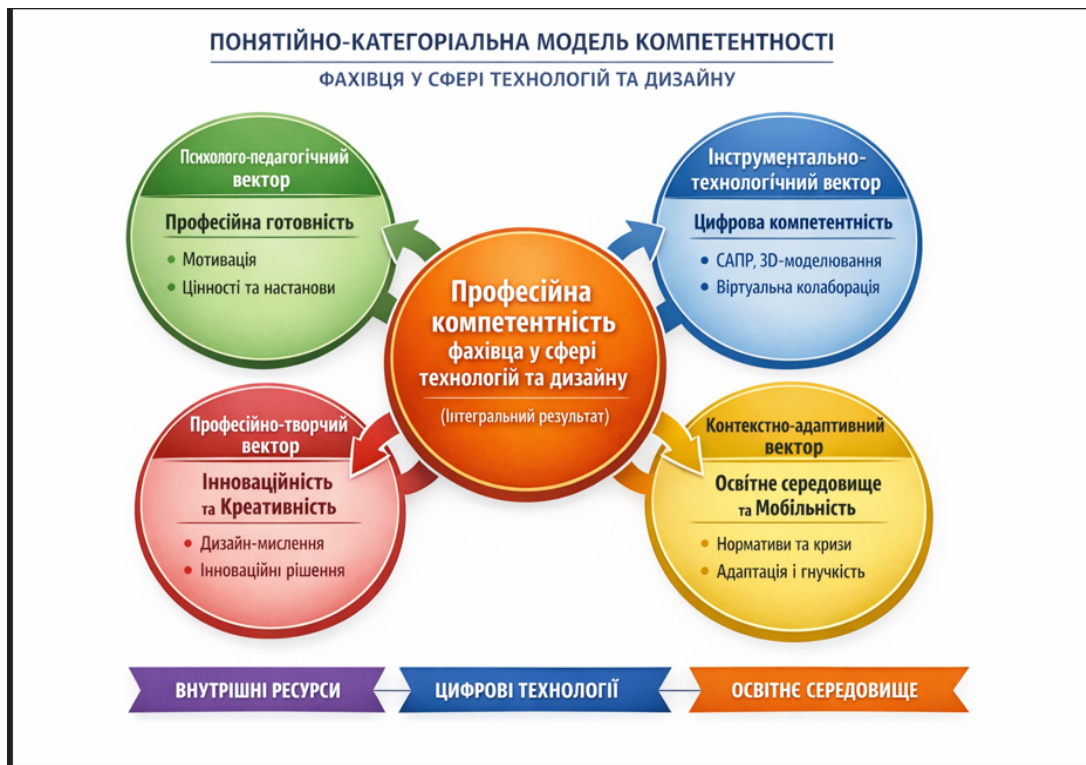 ПОНЯТІЙНО-КАТЕГОРІАЛЬНА МОДЕЛЬ КОМПЕТЕНТНОСТІ
ФАХІВЦЯ У СФЕРІ ТЕХНОЛОГІЙ ТА ДИЗАЙНУ
Психолого-педагогічний
вектор
Професійна готовність
Мотивація
Цінності та настанови
Інструментально-
технологічний вектор
Цифрова компетентність
САПР, 3D-моделювання
Віртуальна колаборація
Професійна
компетентність
фахівца у сфері
технологій та дизайну
(Інтегральний результат)
Професійно-творчий
вектор
Інноваційність
та Креативність
Дизайн-мислення
Інноваційні рішення
Контекстно-адаптивний
вектор
Освітне середовище
та Мобільність
Нормативи та кризи
Адаптація і гнучкість
ВНУТРІШНІ РЕСУРСИ
ЦИФРОВІ ТЕХНОЛОГІЇ
ОСВІТНЄ СЕРЕДОВИЩЕ